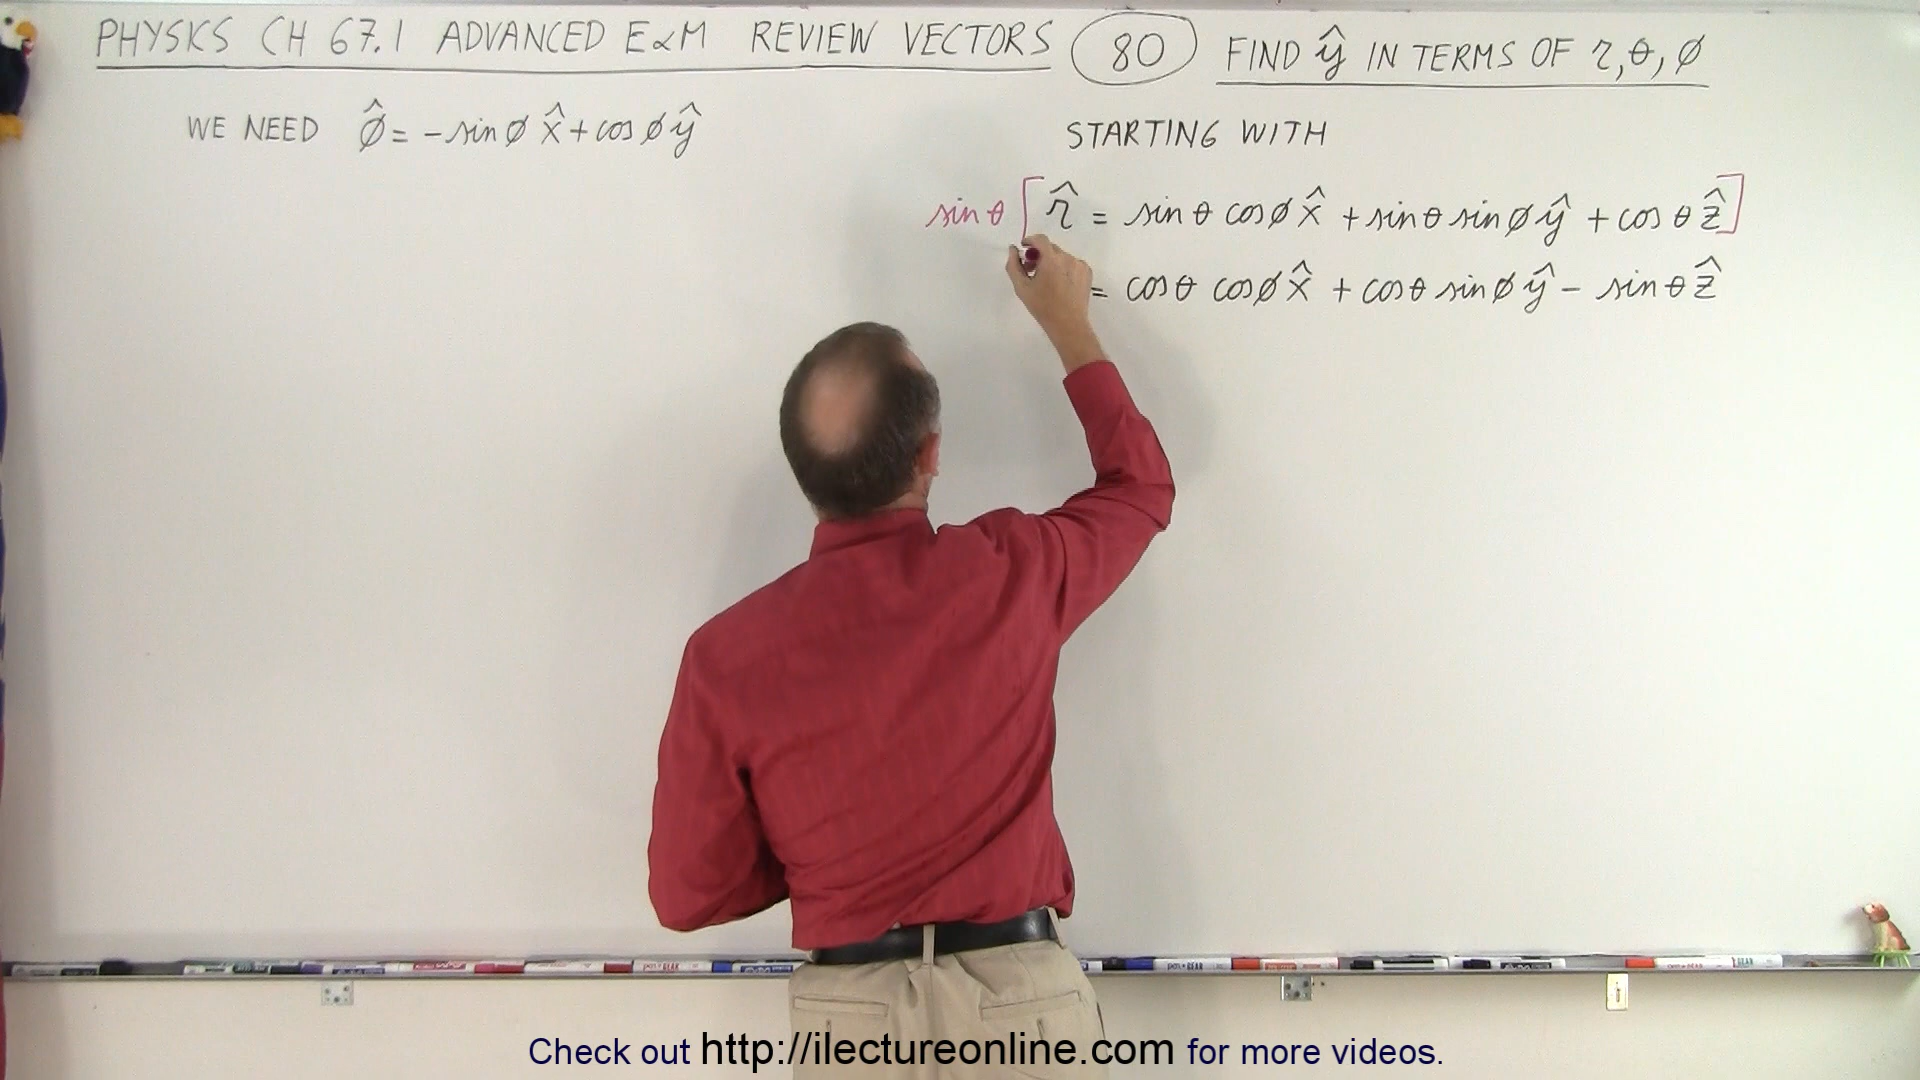 PHYSICS CH 67.1 ADVANCED E&M REVIEW VECTORS 80 FIND ŷ IN TERMS OF r, θ, ϕ
WE NEED ϕ̂ = - sin ϕ x̂ + cos ϕ ŷ
STARTING WITH
sin θ [ r̂ = sin θ cos ϕ x̂ + sin θ sin ϕ ŷ + cos θ ẑ ]
= cos θ cos ϕ x̂ + cos θ sin ϕ ŷ - sin θ ẑ
Check out http://ilectureonline.com for more videos.